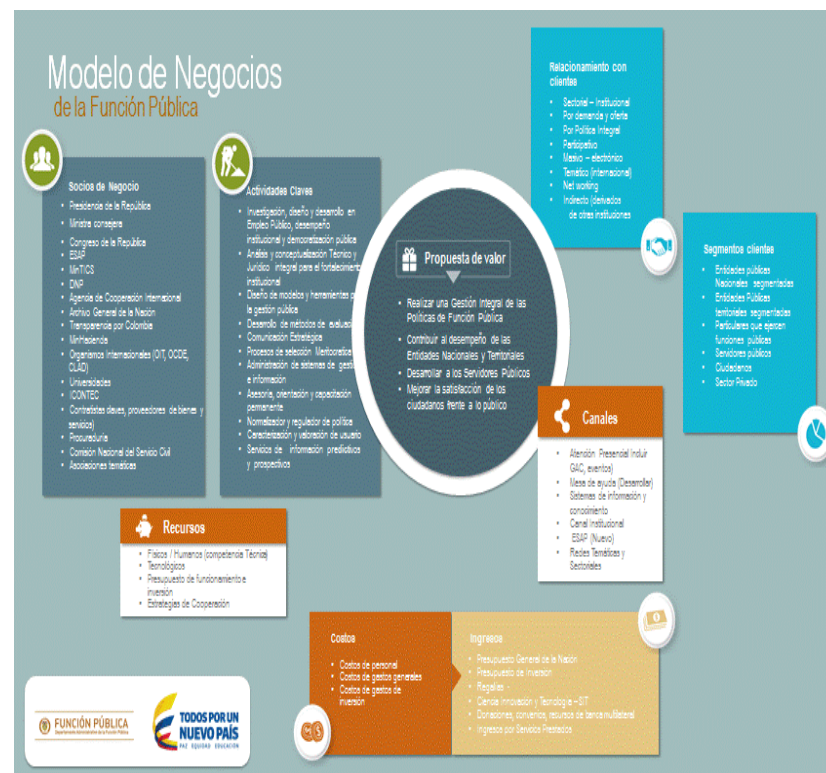 Modelo de Negocios
de la Función Pública
Socios de Negocio
• Presidencia de la República
• Ministra consejera
• Congreso de la República
• ESAP
• MinTICS
• DNP
• Agencia de Cooperación Internacional
• Archivo General de la Nación
• Transparencia por Colombia
• MinHacienda
• Organismos Internacionales (OIT, OCDE,
CLAD)
• Universidades
• ICONTEC
• Contratistas claves, proveedores de bienes y
servicios)
• Procuraduría
• Comisión Nacional del Servicio Civil
• Asociaciones temáticas
Actividades Claves
• Investigación, diseño y desarrollo en
Empleo Público, desempeño
institucional y democratización pública
• Análisis y conceptualización Técnico y
Jurídico integral para el fortalecimiento
institucional
• Diseño de modelos y herramientas
la gestión pública
• Desarrollo de métodos de
• Comunicación Estratégica
• Procesos de selección
• Administración de sistemas de
e información
• Asesoría, orientación y capacitación
permanente
• Normalizador y regulador de política
• Caracterización y valoración de usuario
• Servicios de información predictivos
y prospectivos
Propuesta de valor
• Realizar una Gestión Integral de las
Políticas de Función Pública
• Contribuir al desempeño de las
Entidades Nacionales y Territoriales
• Desarrollar a los Servidores Públicos
• Mejorar la satisfacción de los
ciudadanos frente a lo público
Relacionamiento con
clientes
• Sectorial – Institucional
• Por demanda y oferta
• Por Política Integral
• Participativo
• Masivo – electrónico
• Temático (internacional)
• Net working
• Indirecto (derivados
de otras instituciones
Segmentos clientes
• Entidades públicas
Nacionales segmentadas
• Entidades Públicas
territoriales segmentadas
• Particulares que ejercen
funciones públicas
• Servidores públicos
• Ciudadanos
• Sector Privado
Canales
• Atención Presencial Incluir
GAC, eventos)
• Mesa de ayuda (Desarrollar)
• Sistemas de información y
conocimiento
• Canal Institucional
• ESAP (Nuevo)
• Redes Temáticas y
Sectoriales
Recursos
• Físicos / Humanos (competencia Técnica)
• Tecnológicos
• Presupuesto de funcionamiento e
inversión
• Estrategias de Cooperación
Costos
• Costos de personal
• Costos de gastos generales
• Costos de gastos de
inversión
Ingresos
• Presupuesto General de la Nación
• Presupuesto de Inversión
• Regalías -
• Ciencia Innovación y Tecnología –
• Donaciones, convenios, recursos de banca multilateral
• Ingresos por Servicios Prestados
FUNCIÓN PÚBLICA
Departamento Administrativo de la Función Pública
TODOS POR UN
NUEVO PAÍS
PAZ EQUIDAD EDUCACIÓN